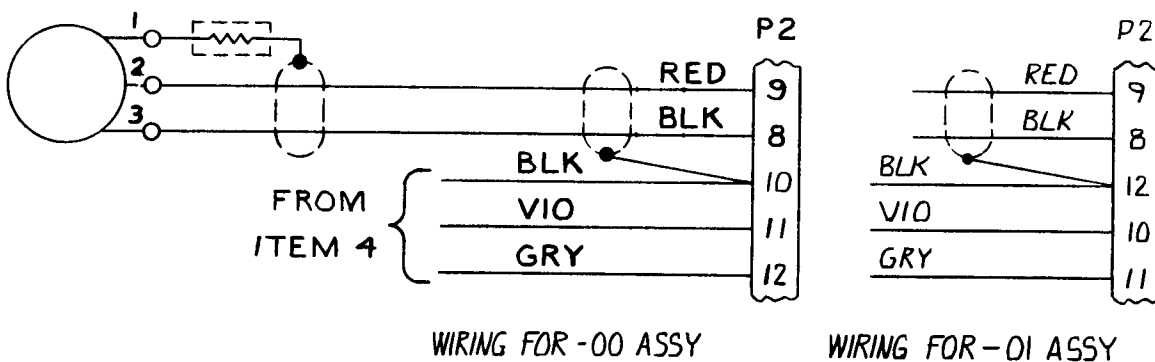 1
2
3
P2
RED 9
BLK 8
BLK 10
VIO 11
GRY 12
FROM
ITEM 4
WIRING FOR -00 ASSY
P2
RED 9
BLK 8
BLK 12
VIO 10
GRY 11
WIRING FOR -01 ASSY